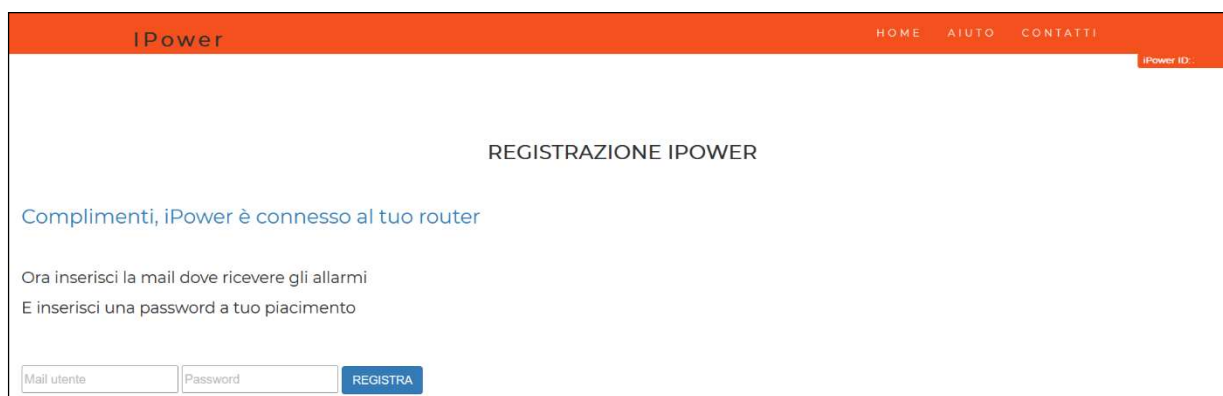 IPower
HOME AIUTO CONTATTI
iPower ID:
REGISTRAZIONE IPOWER
Complimenti, iPower è connesso al tuo router
Ora inserisci la mail dove ricevere gli allarmi
E inserisci una password a tuo piacimento
Mail utente Password REGISTRA